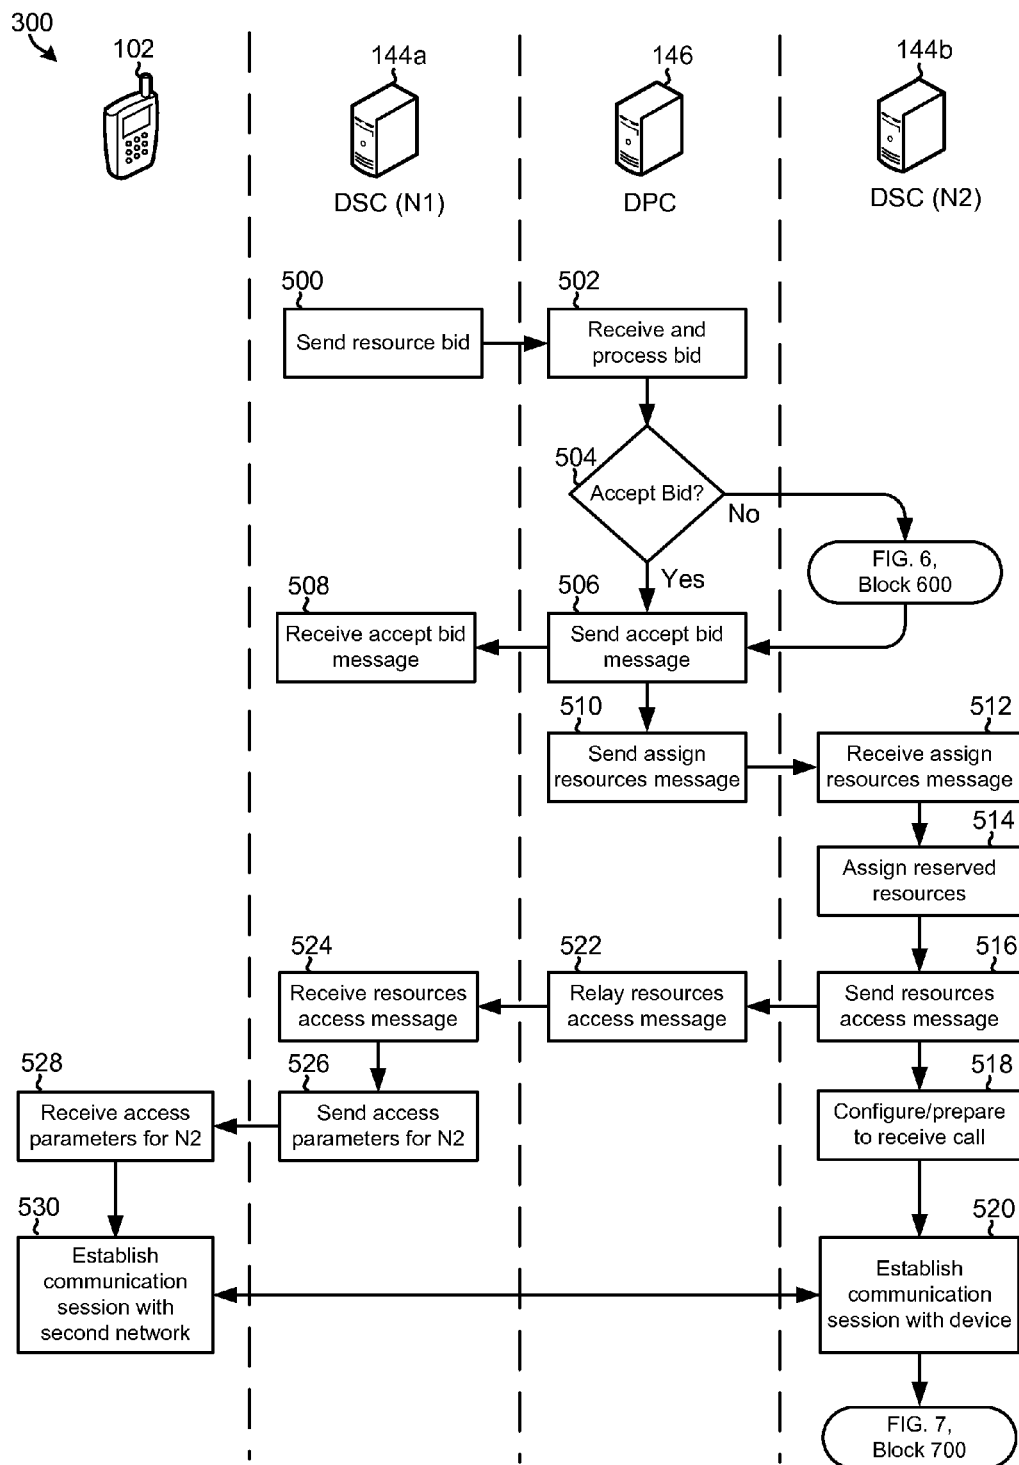 300
102
144a
146
144b
DSC (N1)
DPC
DSC (N2)
500
Send resource bid
502
Receive and
process bid
504
Accept Bid?
No
Yes
FIG. 6,
Block 600
508
Receive accept bid
message
506
Send accept bid
message
510
Send assign
resources message
512
Receive assign
resources message
514
Assign reserved
resources
524
Receive resources
access message
522
Relay resources
access message
516
Send resources
access message
528
Receive access
parameters for N2
526
Send access
parameters for N2
518
Configure/prepare
to receive call
530
Establish
communication
session with
second network
520
Establish
communication
session with device
FIG. 7,
Block 700